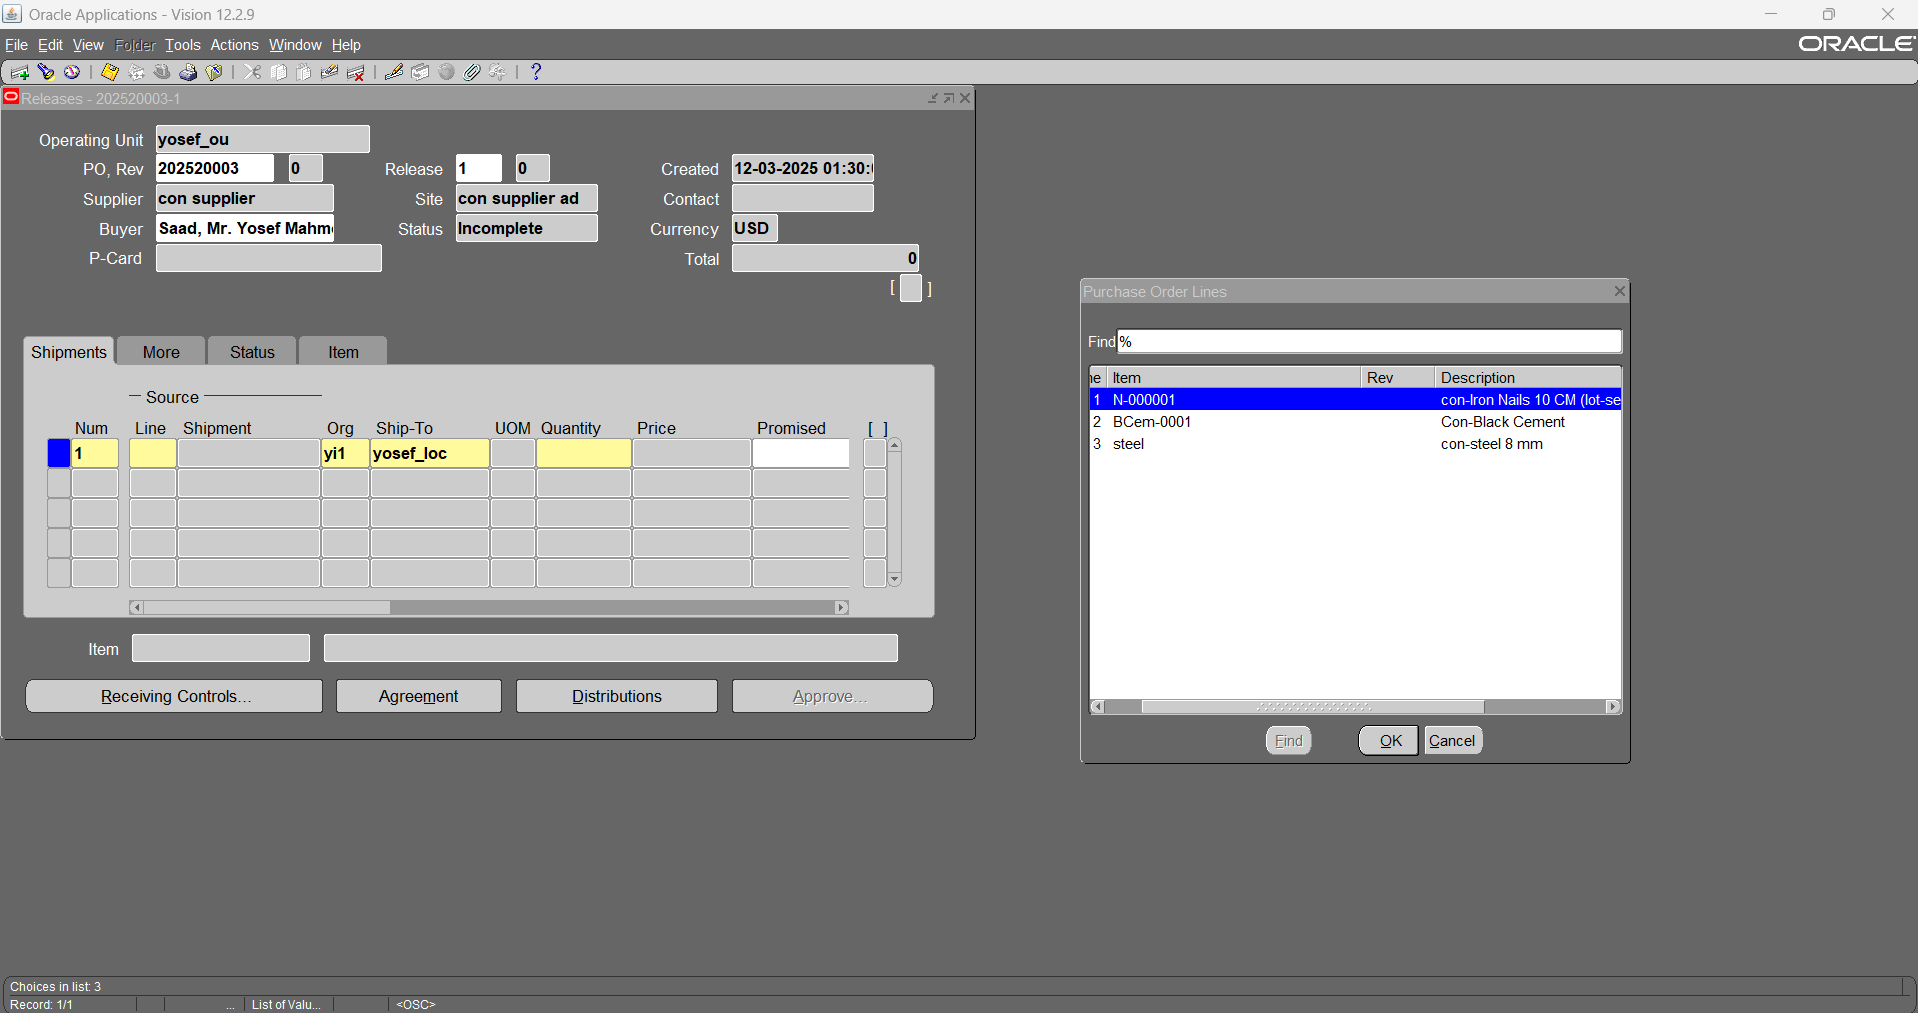 Oracle Applications - Vision 12.2.9
File Edit View Folder Tools Actions Window Help
ORACLE
Releases - 202520003-1
Operating Unit yosef_ou
PO, Rev 202520003 0 Release 1 0 Created 12-03-2025 01:30:
Supplier con supplier Site con supplier ad Contact
Buyer Saad, Mr. Yosef Mahm Status Incomplete Currency USD
P-Card Total 0
[ ]
Shipments More Status Item
Source
Num Line Shipment Org Ship-To UOM Quantity Price Promised [ ]
1 yi1 yosef_loc
Item
Receiving Controls... Agreement Distributions Approve...
Purchase Order Lines
Find %
ne Item Rev Description
1 N-000001 con-Iron Nails 10 CM (lot-se
2 BCem-0001 Con-Black Cement
3 steel con-steel 8 mm
Find OK Cancel
Choices in list: 3
Record: 1/1 ... List of Valu... <OSC>